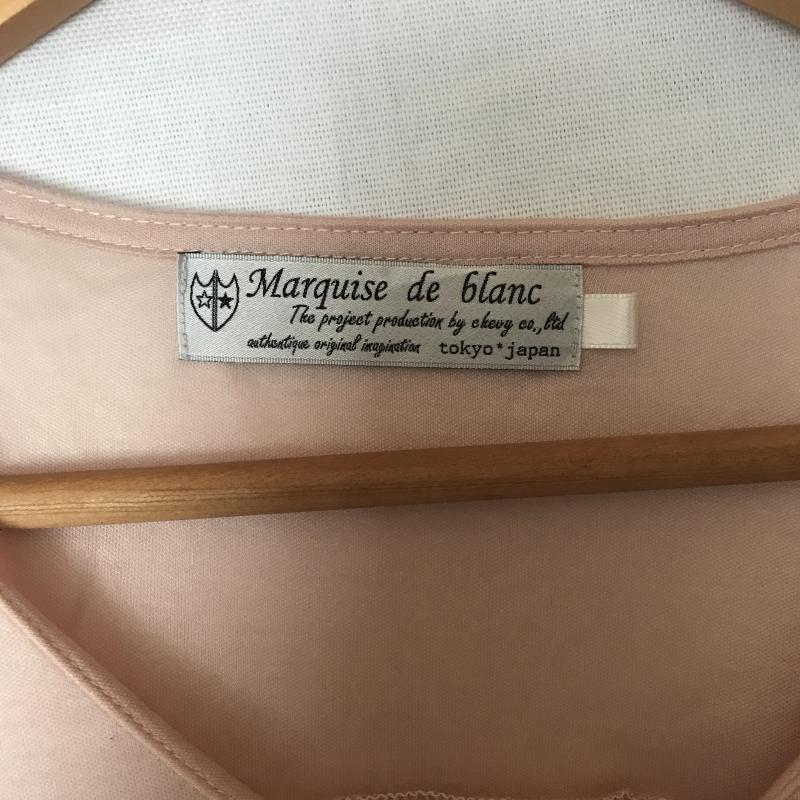 Marquise de blanc
The project production by chevy co.,ltd
authentique original imagination tokyo*japan